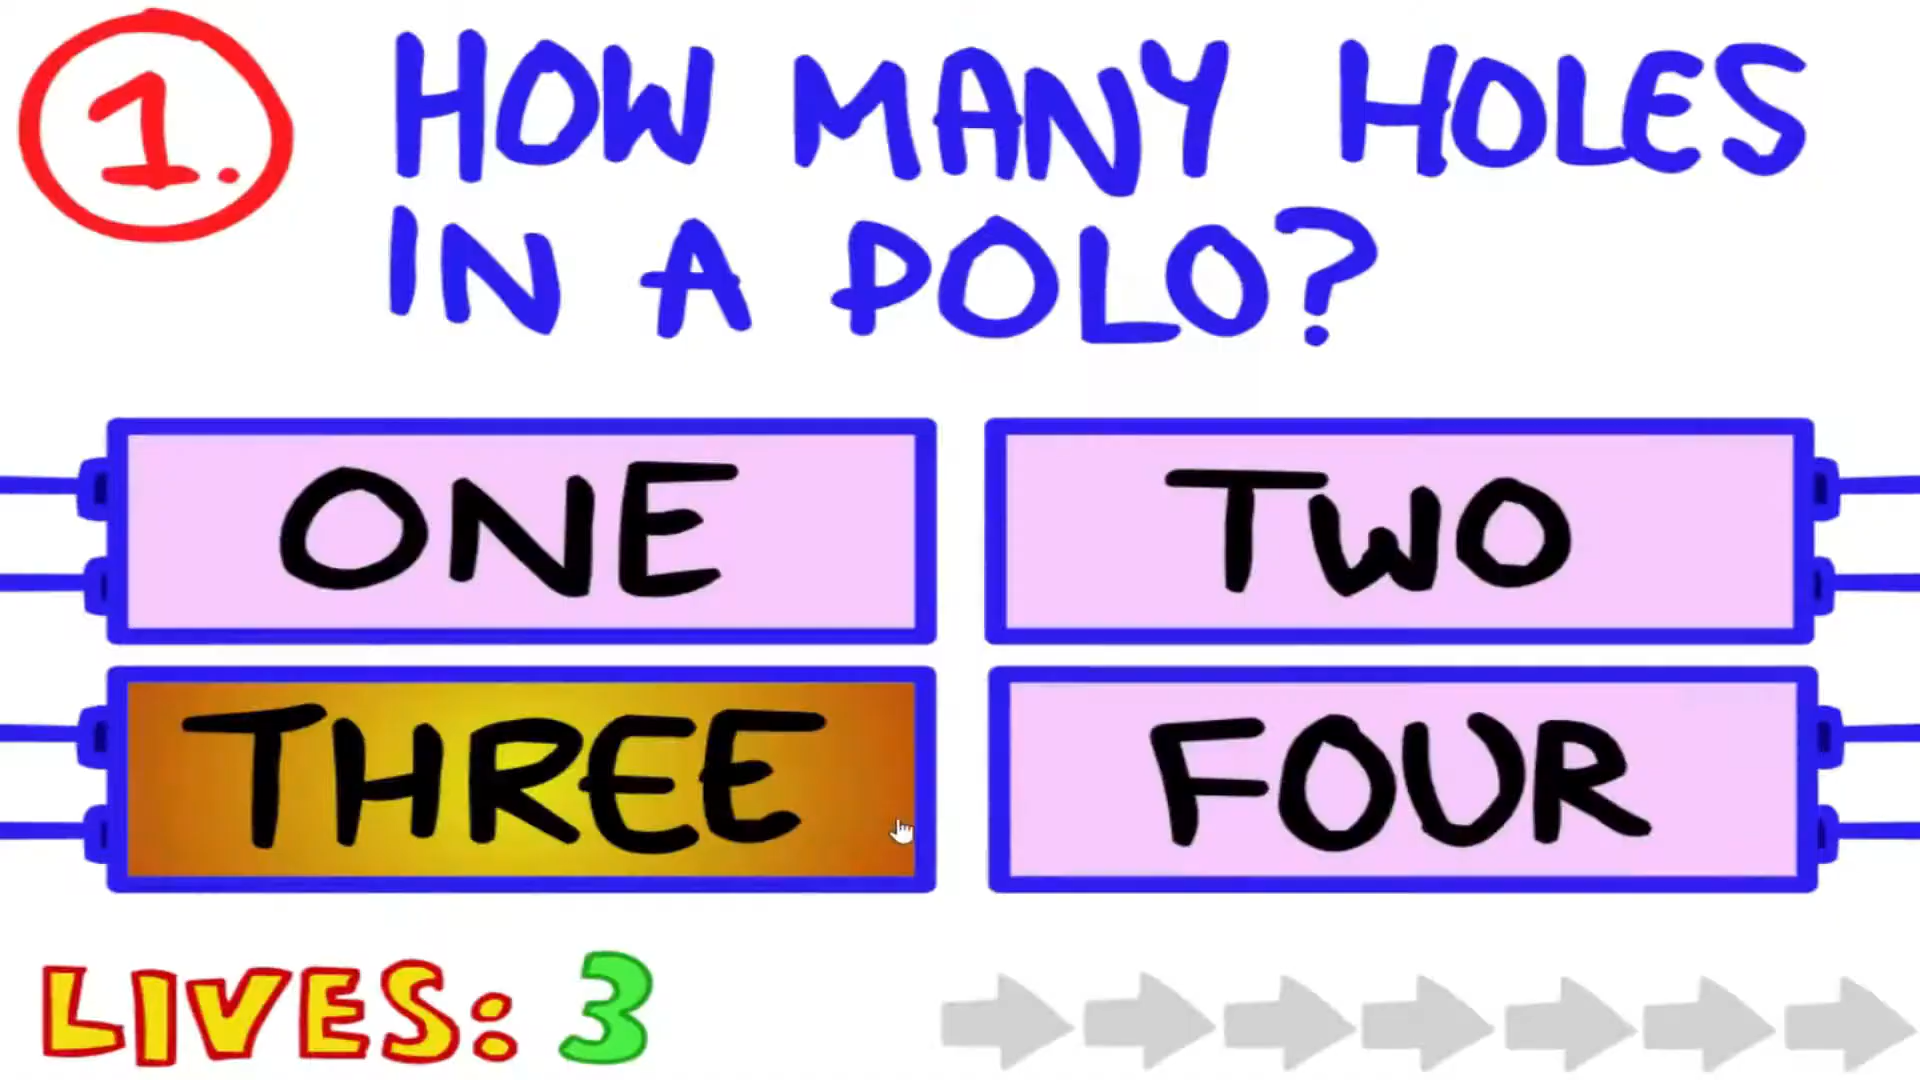 1. HOW MANY HOLES
IN A POLO?
ONE
TWO
THREE
FOUR
LIVES: 3